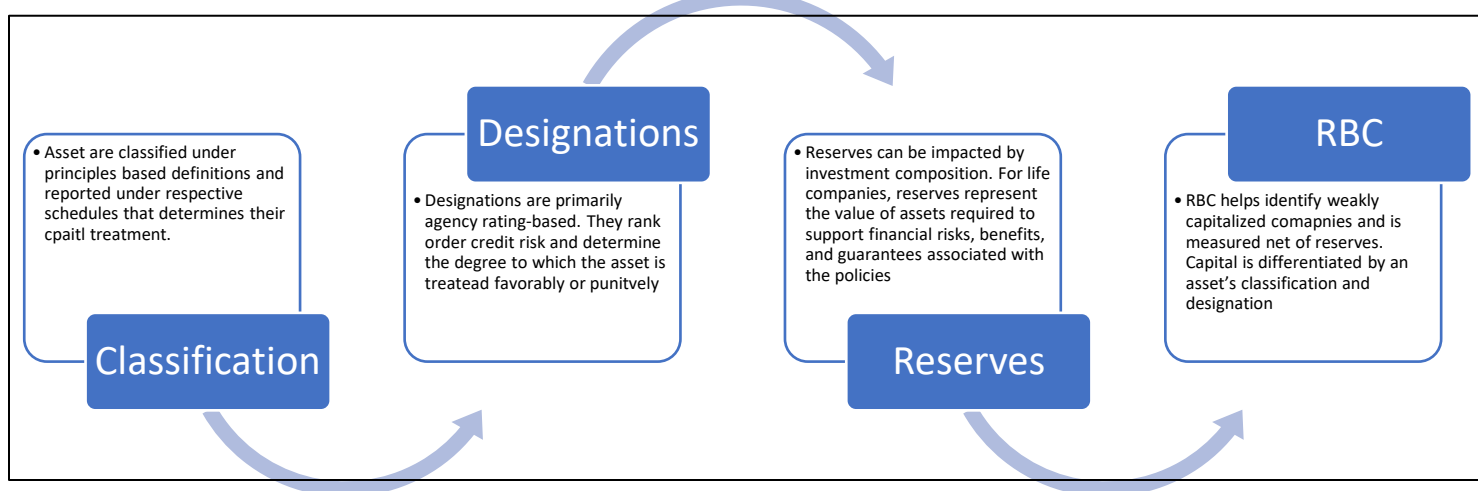 • Asset are classified under
principles based definitions and
reported under respective
schedules that determines their
cpaitl treatment.
Classification
Designations
• Designations are primarily
agency rating-based. They rank
order credit risk and determine
the degree to which the asset is
treatead favorably or punitvely
• Reserves can be impacted by
investment composition. For life
companies, reserves represent
the value of assets required to
support financial risks, benefits,
and guarantees associated with
the policies
Reserves
RBC
• RBC helps identify weakly
capitalized comapnies and is
measured net of reserves.
Capital is differentiated by an
asset’s classification and
designation